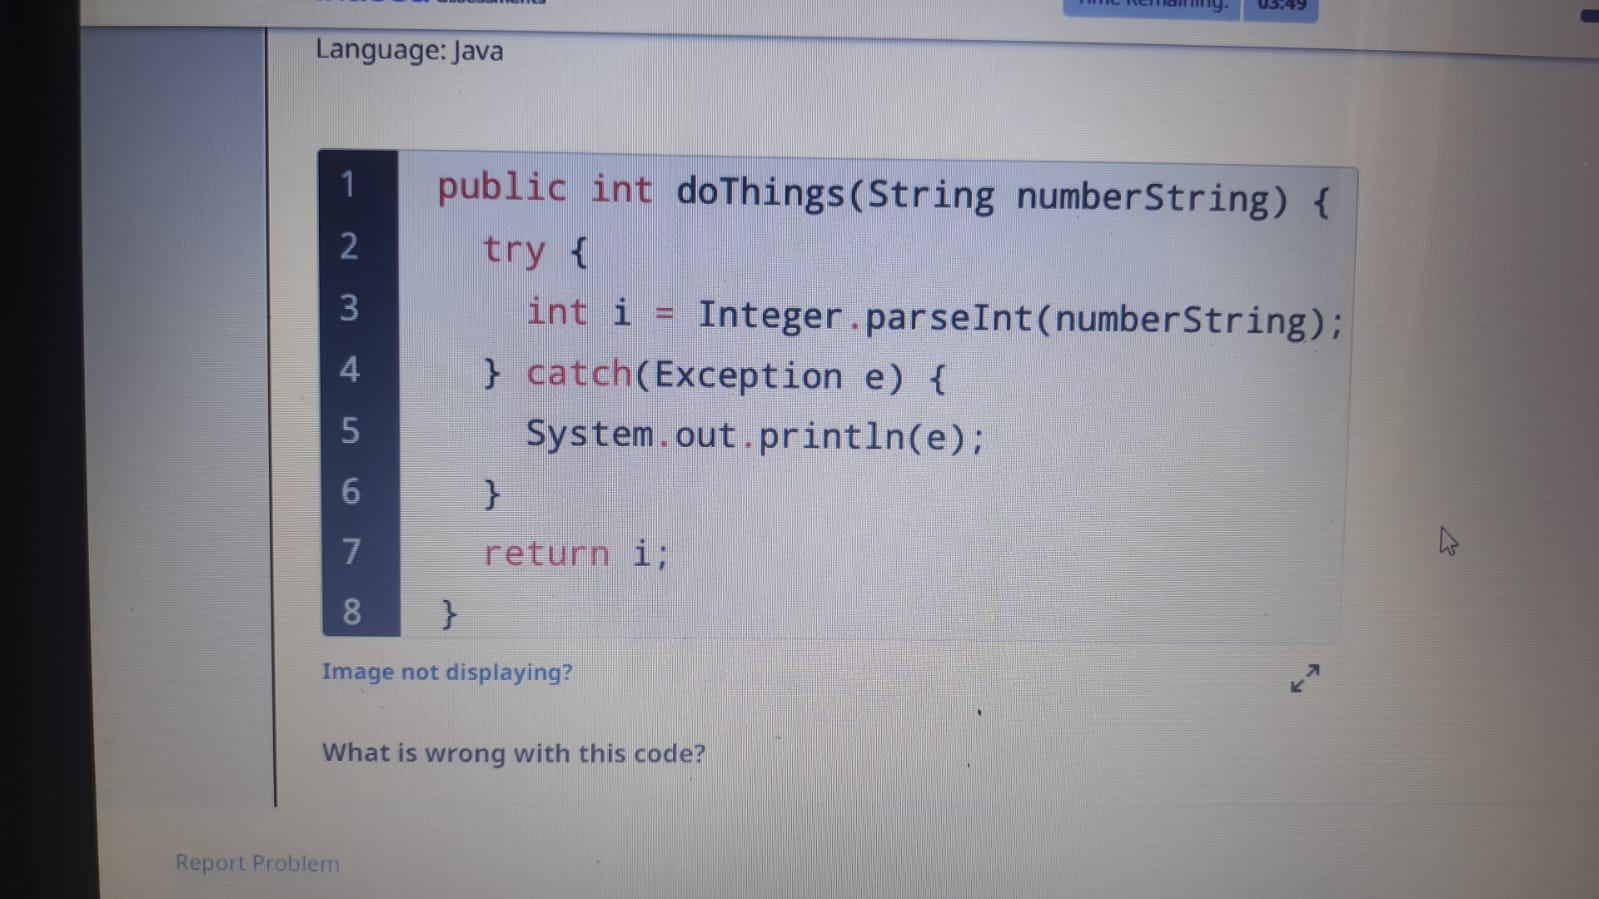 Time Remaining: 03:49
Language: Java
1 public int doThings(String numberString) {
2 try {
3 int i = Integer.parseInt(numberString);
4 } catch(Exception e) {
5 System.out.println(e);
6 }
7 return i;
8 }
Image not displaying?
What is wrong with this code?
Report Problem